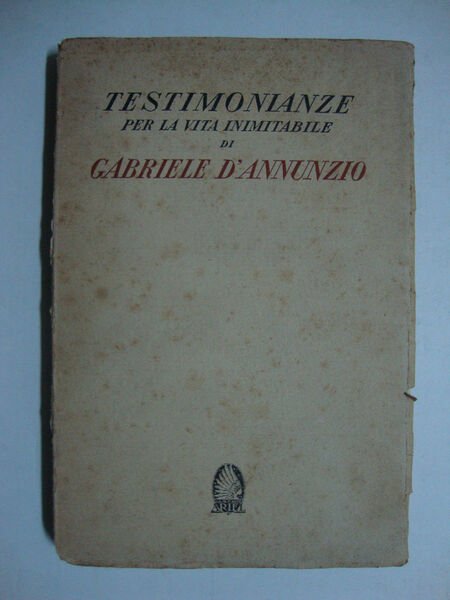 TESTIMONIANZE
PER LA VITA INIMITABILE
DI
GABRIELE D'ANNUNZIO